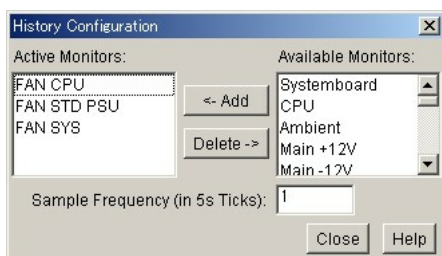 History Configuration
Active Monitors:
FAN CPU
FAN STD PSU
FAN SYS
<- Add
Delete ->
Available Monitors:
Systemboard
CPU
Ambient
Main +12V
Main -12V
Sample Frequency (in 5s Ticks):
1
Close
Help